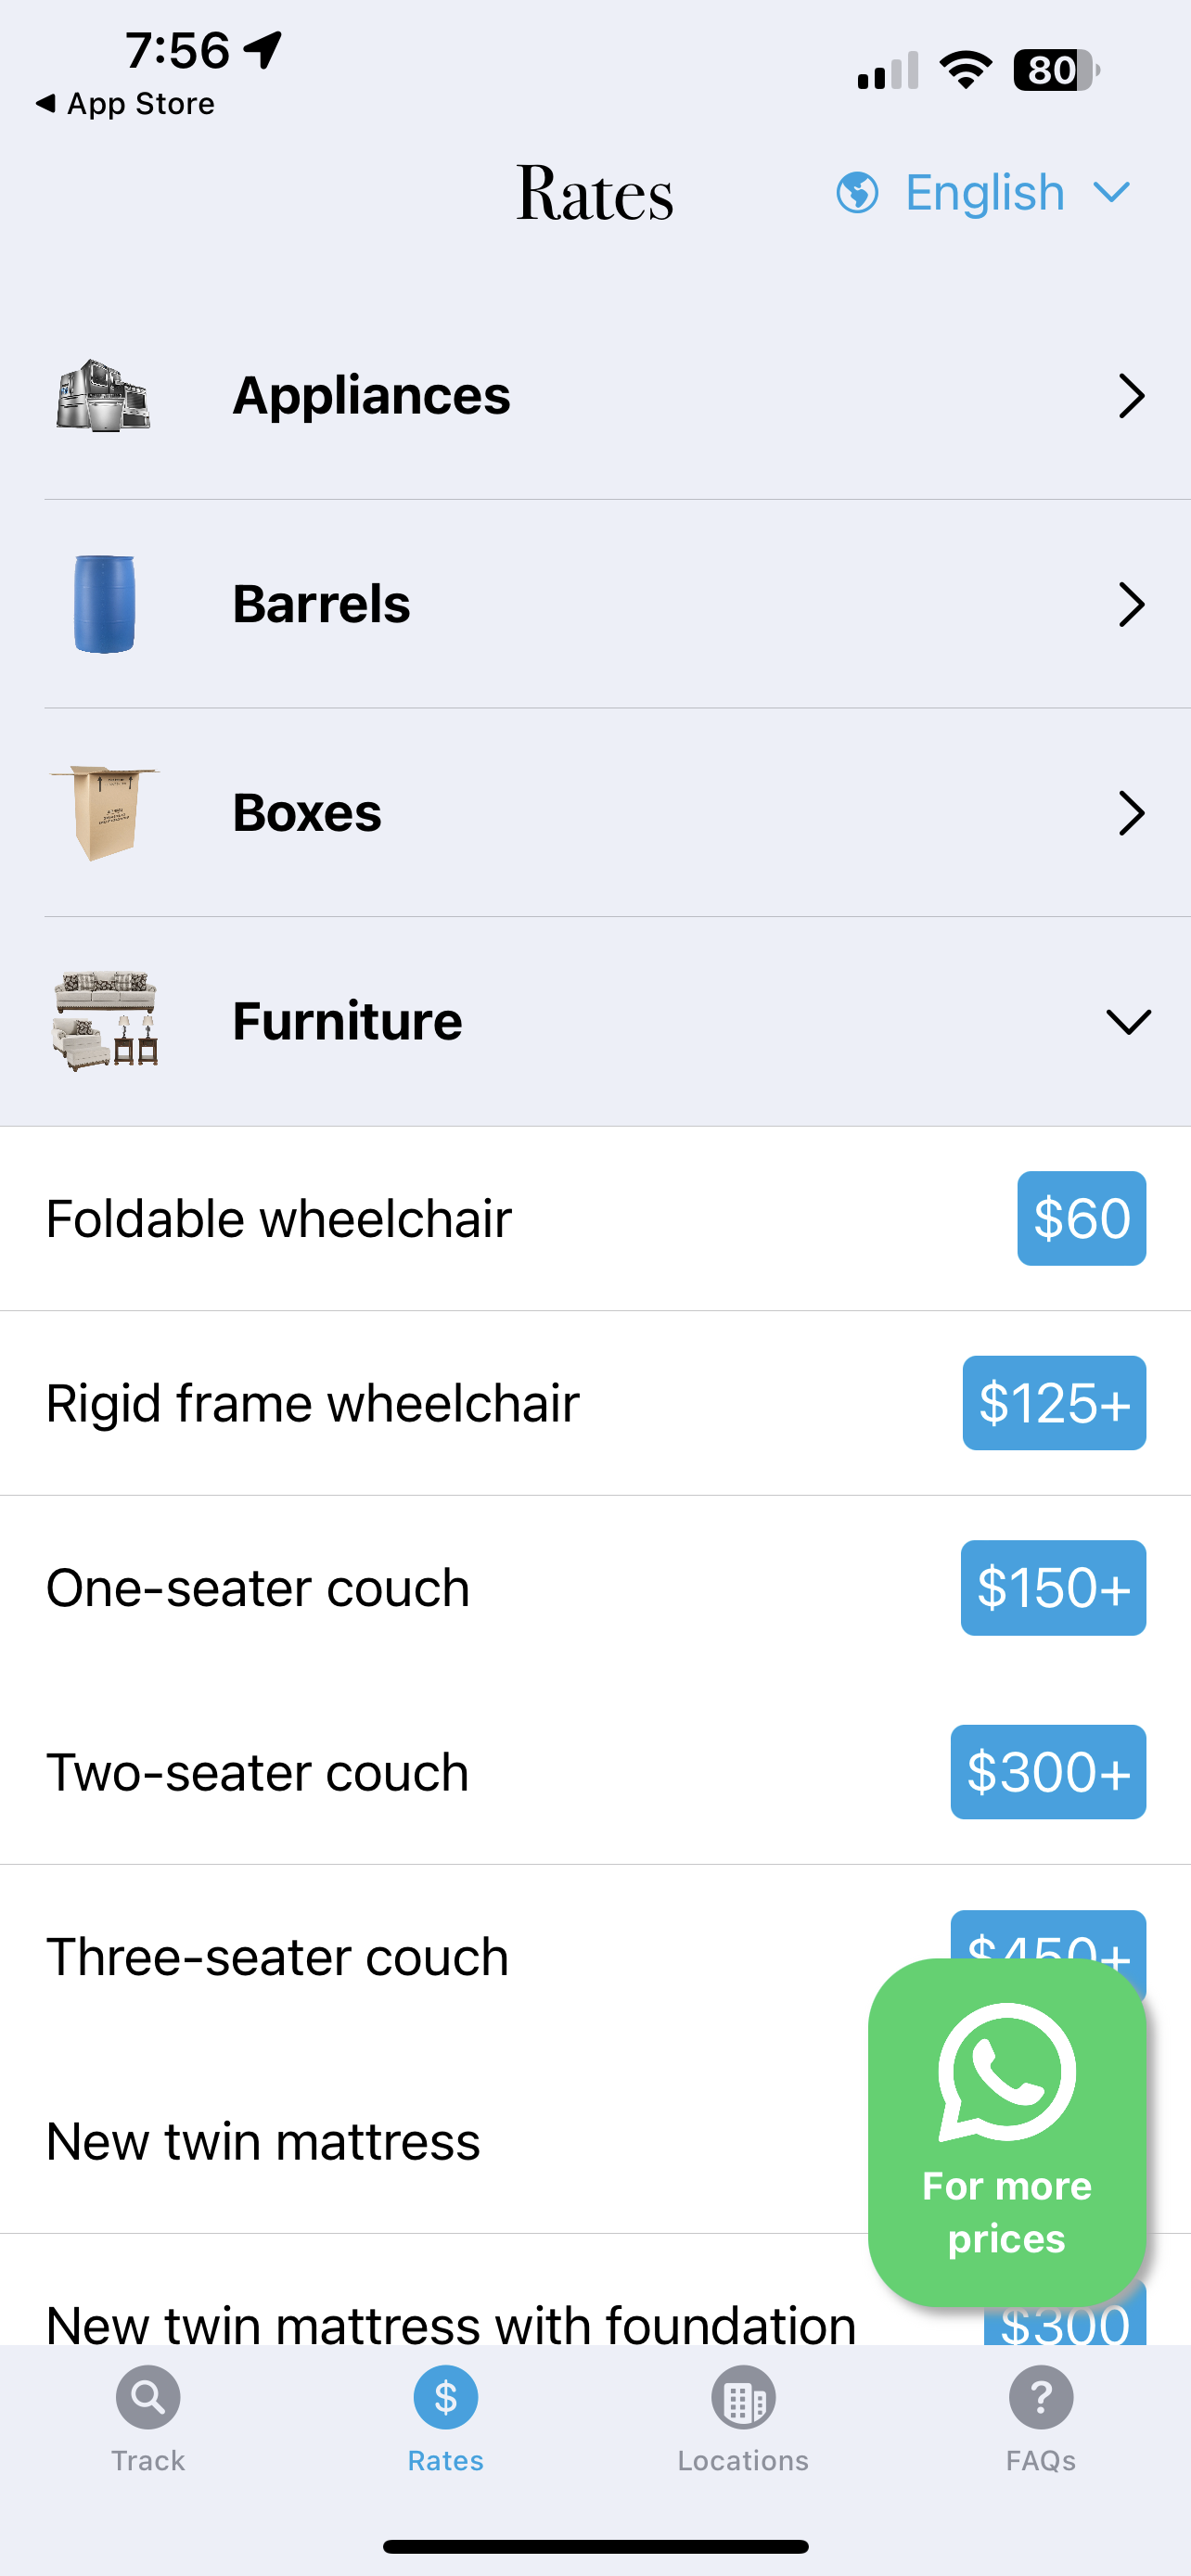 7:56
80
◀ App Store
Rates
English
Appliances
Barrels
Boxes
Furniture
Foldable wheelchair
$60
Rigid frame wheelchair
$125+
One-seater couch
$150+
Two-seater couch
$300+
Three-seater couch
$450+
New twin mattress
For more
prices
New twin mattress with foundation
$300
$
?
Track
Rates
Locations
FAQs